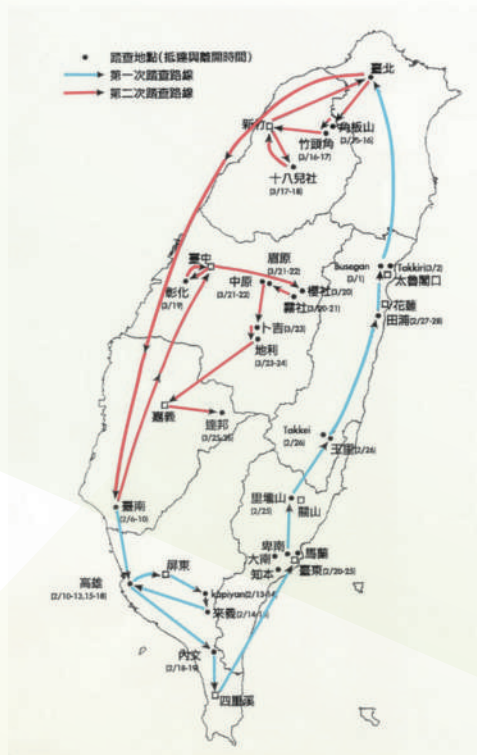 踏查地點(抵達與離開時間)
第一次踏查路線
第二次踏查路線
臺北
新竹
角板山
(3/15-16)
竹頭角
(3/16-17)
十八兒社
(3/17-18)
Busegan
(3/1)
Takkiri(3/2)
太魯閣口
花蓮
田浦(2/27-28)
臺中
彰化
(3/19)
眉原
(3/21-22)
中原
(3/21-22)
櫻社(3/20)
霧社(3/20-21)
卜吉(3/23)
地利
(3/23-24)
嘉義
達邦
(3/25-26)
Takkei
(2/26)
玉里(2/26)
里壠山
(2/25)
關山
臺南
(2/6-10)
卑南
馬蘭
大南
知本
臺東(2/20-25)
屏東
高雄
(2/10-13,15-18)
kapiyan(2/13-14)
來義
內文
(2/18-19)
四重溪